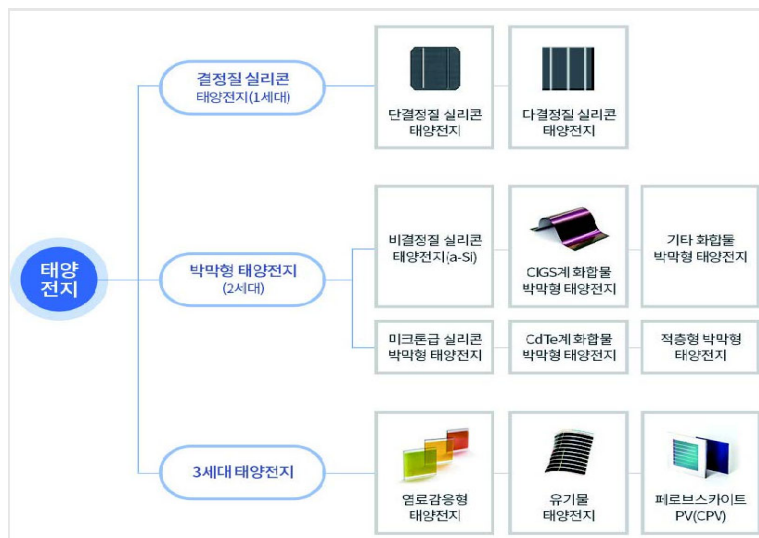 태양
전지
결정질 실리콘
태양전지(1세대)
단결정질 실리콘
태양전지
다결정질 실리콘
태양전지
박막형 태양전지
(2세대)
비결정질 실리콘
태양전지(a-Si)
CIGS계 화합물
박막형 태양전지
기타 화합물
박막형 태양전지
미크론급 실리콘
박막형 태양전지
CdTe계 화합물
박막형 태양전지
적층형 박막형
태양전지
3세대 태양전지
염료감응형
태양전지
유기물
태양전지
페로브스카이트
PV(CPV)